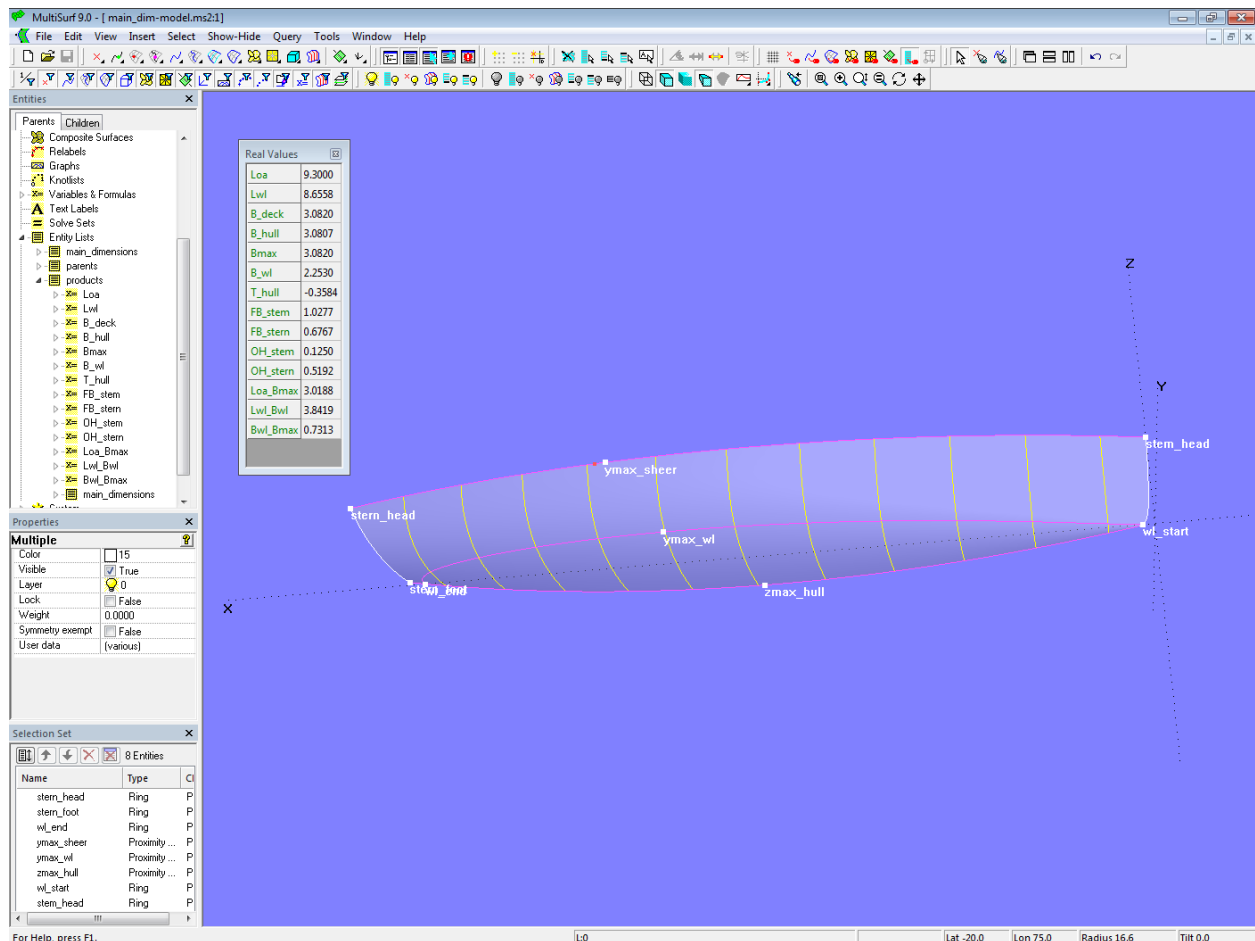 MultiSurf 9.0 - [ main_dim-model.ms2:1]
File Edit View Insert Select Show-Hide Query Tools Window Help
Entities
Parents Children
Composite Surfaces
Relabels
Graphs
Knotlists
Variables & Formulas
A Text Labels
Solve Sets
Entity Lists
main_dimensions
parents
products
x= Loa
x= Lwl
x= B_deck
x= B_hull
x= Bmax
x= B_wl
x= T_hull
x= FB_stem
x= FB_stern
x= OH_stem
x= OH_stern
x= Loa_Bmax
x= Lwl_Bwl
x= Bwl_Bmax
main_dimensions
Properties
Multiple
Color 15
Visible True
Layer 0
Lock False
Weight 0.0000
Symmetry exempt False
User data (various)
Selection Set
8 Entities
Name Type Cl
stern_head Ring P
stern_foot Ring P
wl_end Ring P
ymax_sheer Proximity ... P
ymax_wl Proximity ... P
zmax_hull Proximity ... P
wl_start Ring P
stem_head Ring P
Real Values
Loa 9.3000
Lwl 8.6558
B_deck 3.0820
B_hull 3.0807
Bmax 3.0820
B_wl 2.2530
T_hull -0.3584
FB_stem 1.0277
FB_stern 0.6767
OH_stem 0.1250
OH_stern 0.5192
Loa_Bmax 3.0188
Lwl_Bwl 3.8419
Bwl_Bmax 0.7313
Z
Y
stem_head
ymax_sheer
stern_head
wl_start
ymax_wl
wl_end
zmax_hull
X
For Help, press F1.
L:0
Lat -20.0 Lon 75.0 Radius 16.6 Tilt 0.0